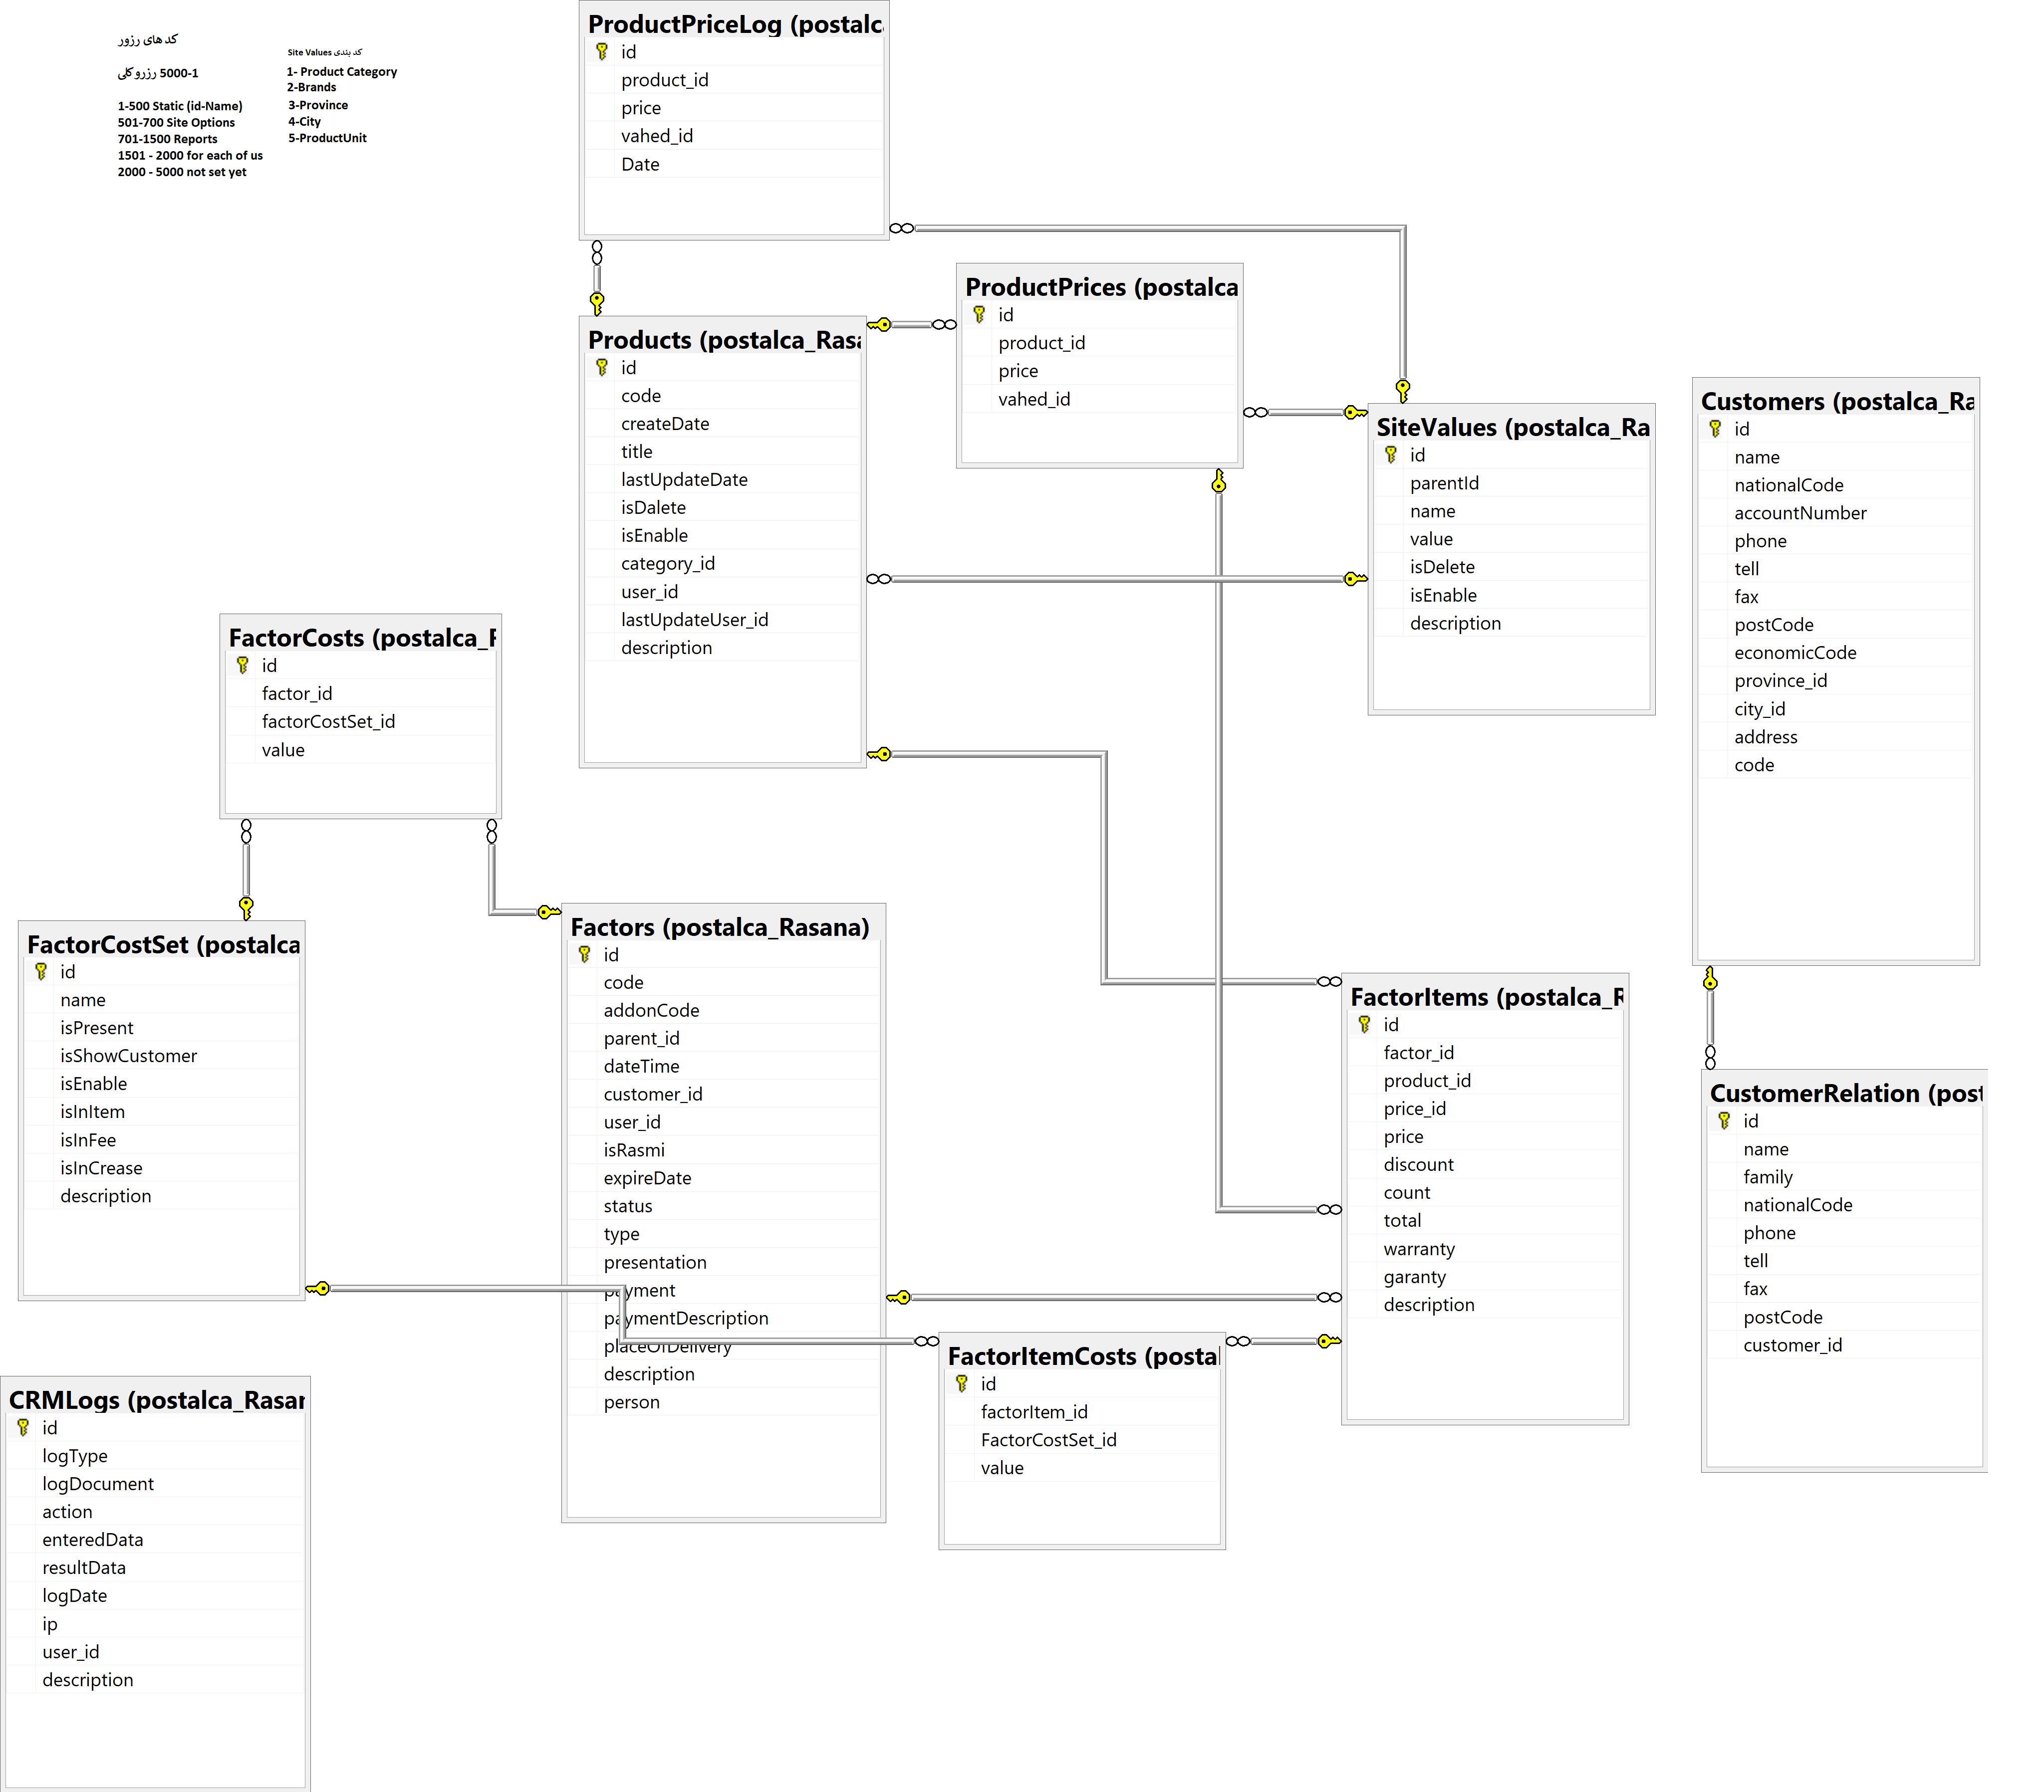 کدهای رزور
5000-1 رزرو کلی
1-500 Static (id-Name)
501-700 Site Options
701-1500 Reports
1501 - 2000 for each of us
2000 - 5000 not set yet
Site Values کد بندی
1- Product Category
2-Brands
3-Province
4-City
5-ProductUnit
ProductPriceLog (postalca
id
product_id
price
vahed_id
Date
ProductPrices (postalca
id
product_id
price
vahed_id
Products (postalca_Rasa
id
code
createDate
title
lastUpdateDate
isDalete
isEnable
category_id
user_id
lastUpdateUser_id
description
SiteValues (postalca_Ra
id
parentId
name
value
isDelete
isEnable
description
Customers (postalca_Ra
id
name
nationalCode
accountNumber
phone
tell
fax
postCode
economicCode
province_id
city_id
address
code
FactorCosts (postalca_R
id
factor_id
factorCostSet_id
value
FactorCostSet (postalca
id
name
isPresent
isShowCustomer
isEnable
isInItem
isInFee
isInCrease
description
Factors (postalca_Rasana)
id
code
addonCode
parent_id
dateTime
customer_id
user_id
isRasmi
expireDate
status
type
presentation
payment
paymentDescription
placeOfDelivery
description
person
FactorItems (postalca_R
id
factor_id
product_id
price_id
price
discount
count
total
warranty
garanty
description
CustomerRelation (post
id
name
family
nationalCode
phone
tell
fax
postCode
customer_id
FactorItemCosts (postal
id
factorItem_id
FactorCostSet_id
value
CRMLogs (postalca_Rasan
id
logType
logDocument
action
enteredData
resultData
logDate
ip
user_id
description